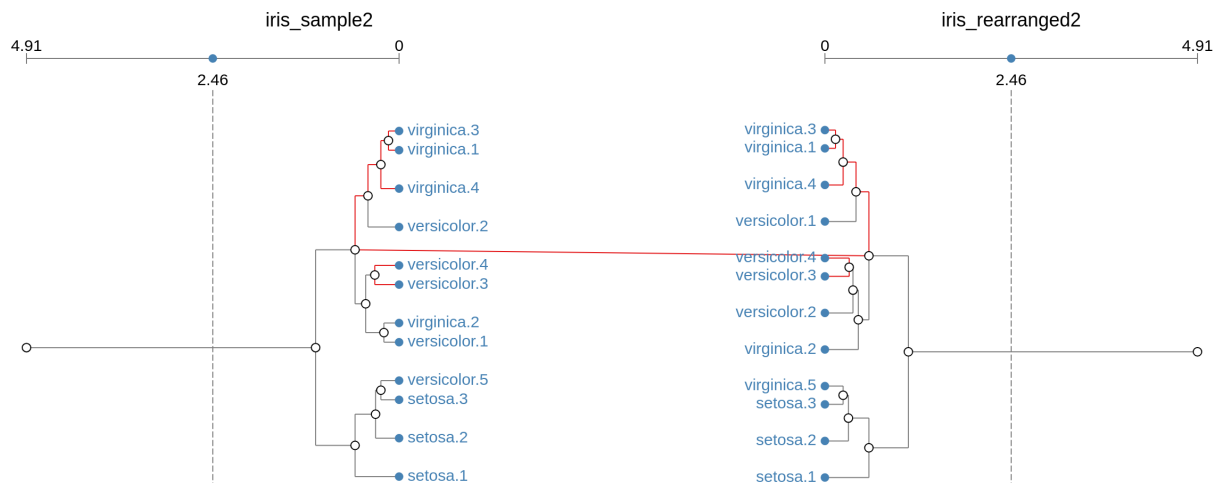 iris_sample2
iris_rearranged2
4.91
0
0
4.91
2.46
2.46
virginica.3
virginica.1
virginica.4
versicolor.2
versicolor.4
versicolor.3
virginica.2
versicolor.1
versicolor.5
setosa.3
setosa.2
setosa.1
virginica.3
virginica.1
virginica.4
versicolor.1
versicolor.4
versicolor.3
versicolor.2
virginica.2
virginica.5
setosa.3
setosa.2
setosa.1